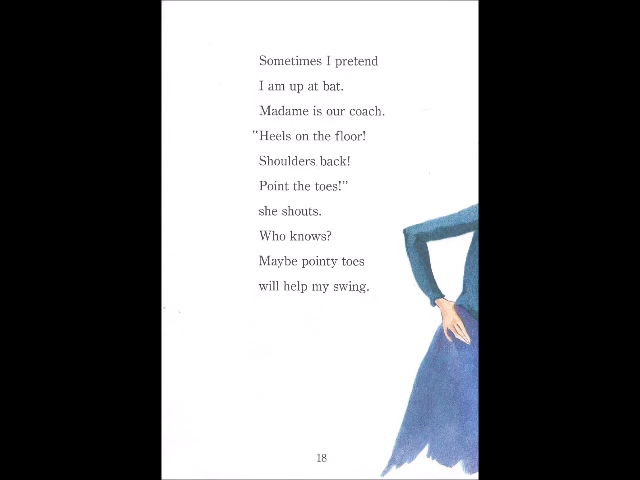 Sometimes I pretend
I am up at bat.
Madame is our coach.
"Heels on the floor!
Shoulders back!
Point the toes!"
she shouts.
Who knows?
Maybe pointy toes
will help my swing.
18